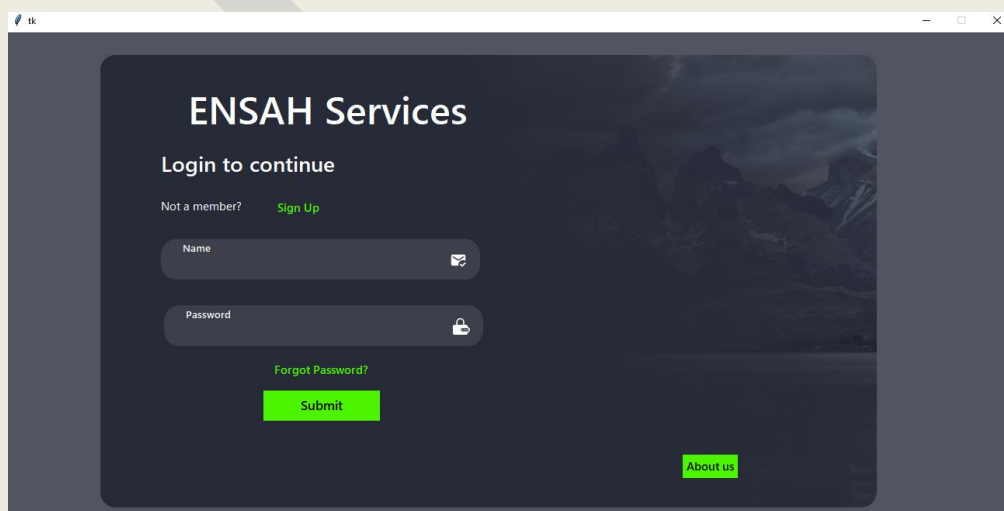 tk
ENSAH Services
Login to continue
Not a member? Sign Up
Name
Password
Forgot Password?
Submit
About us